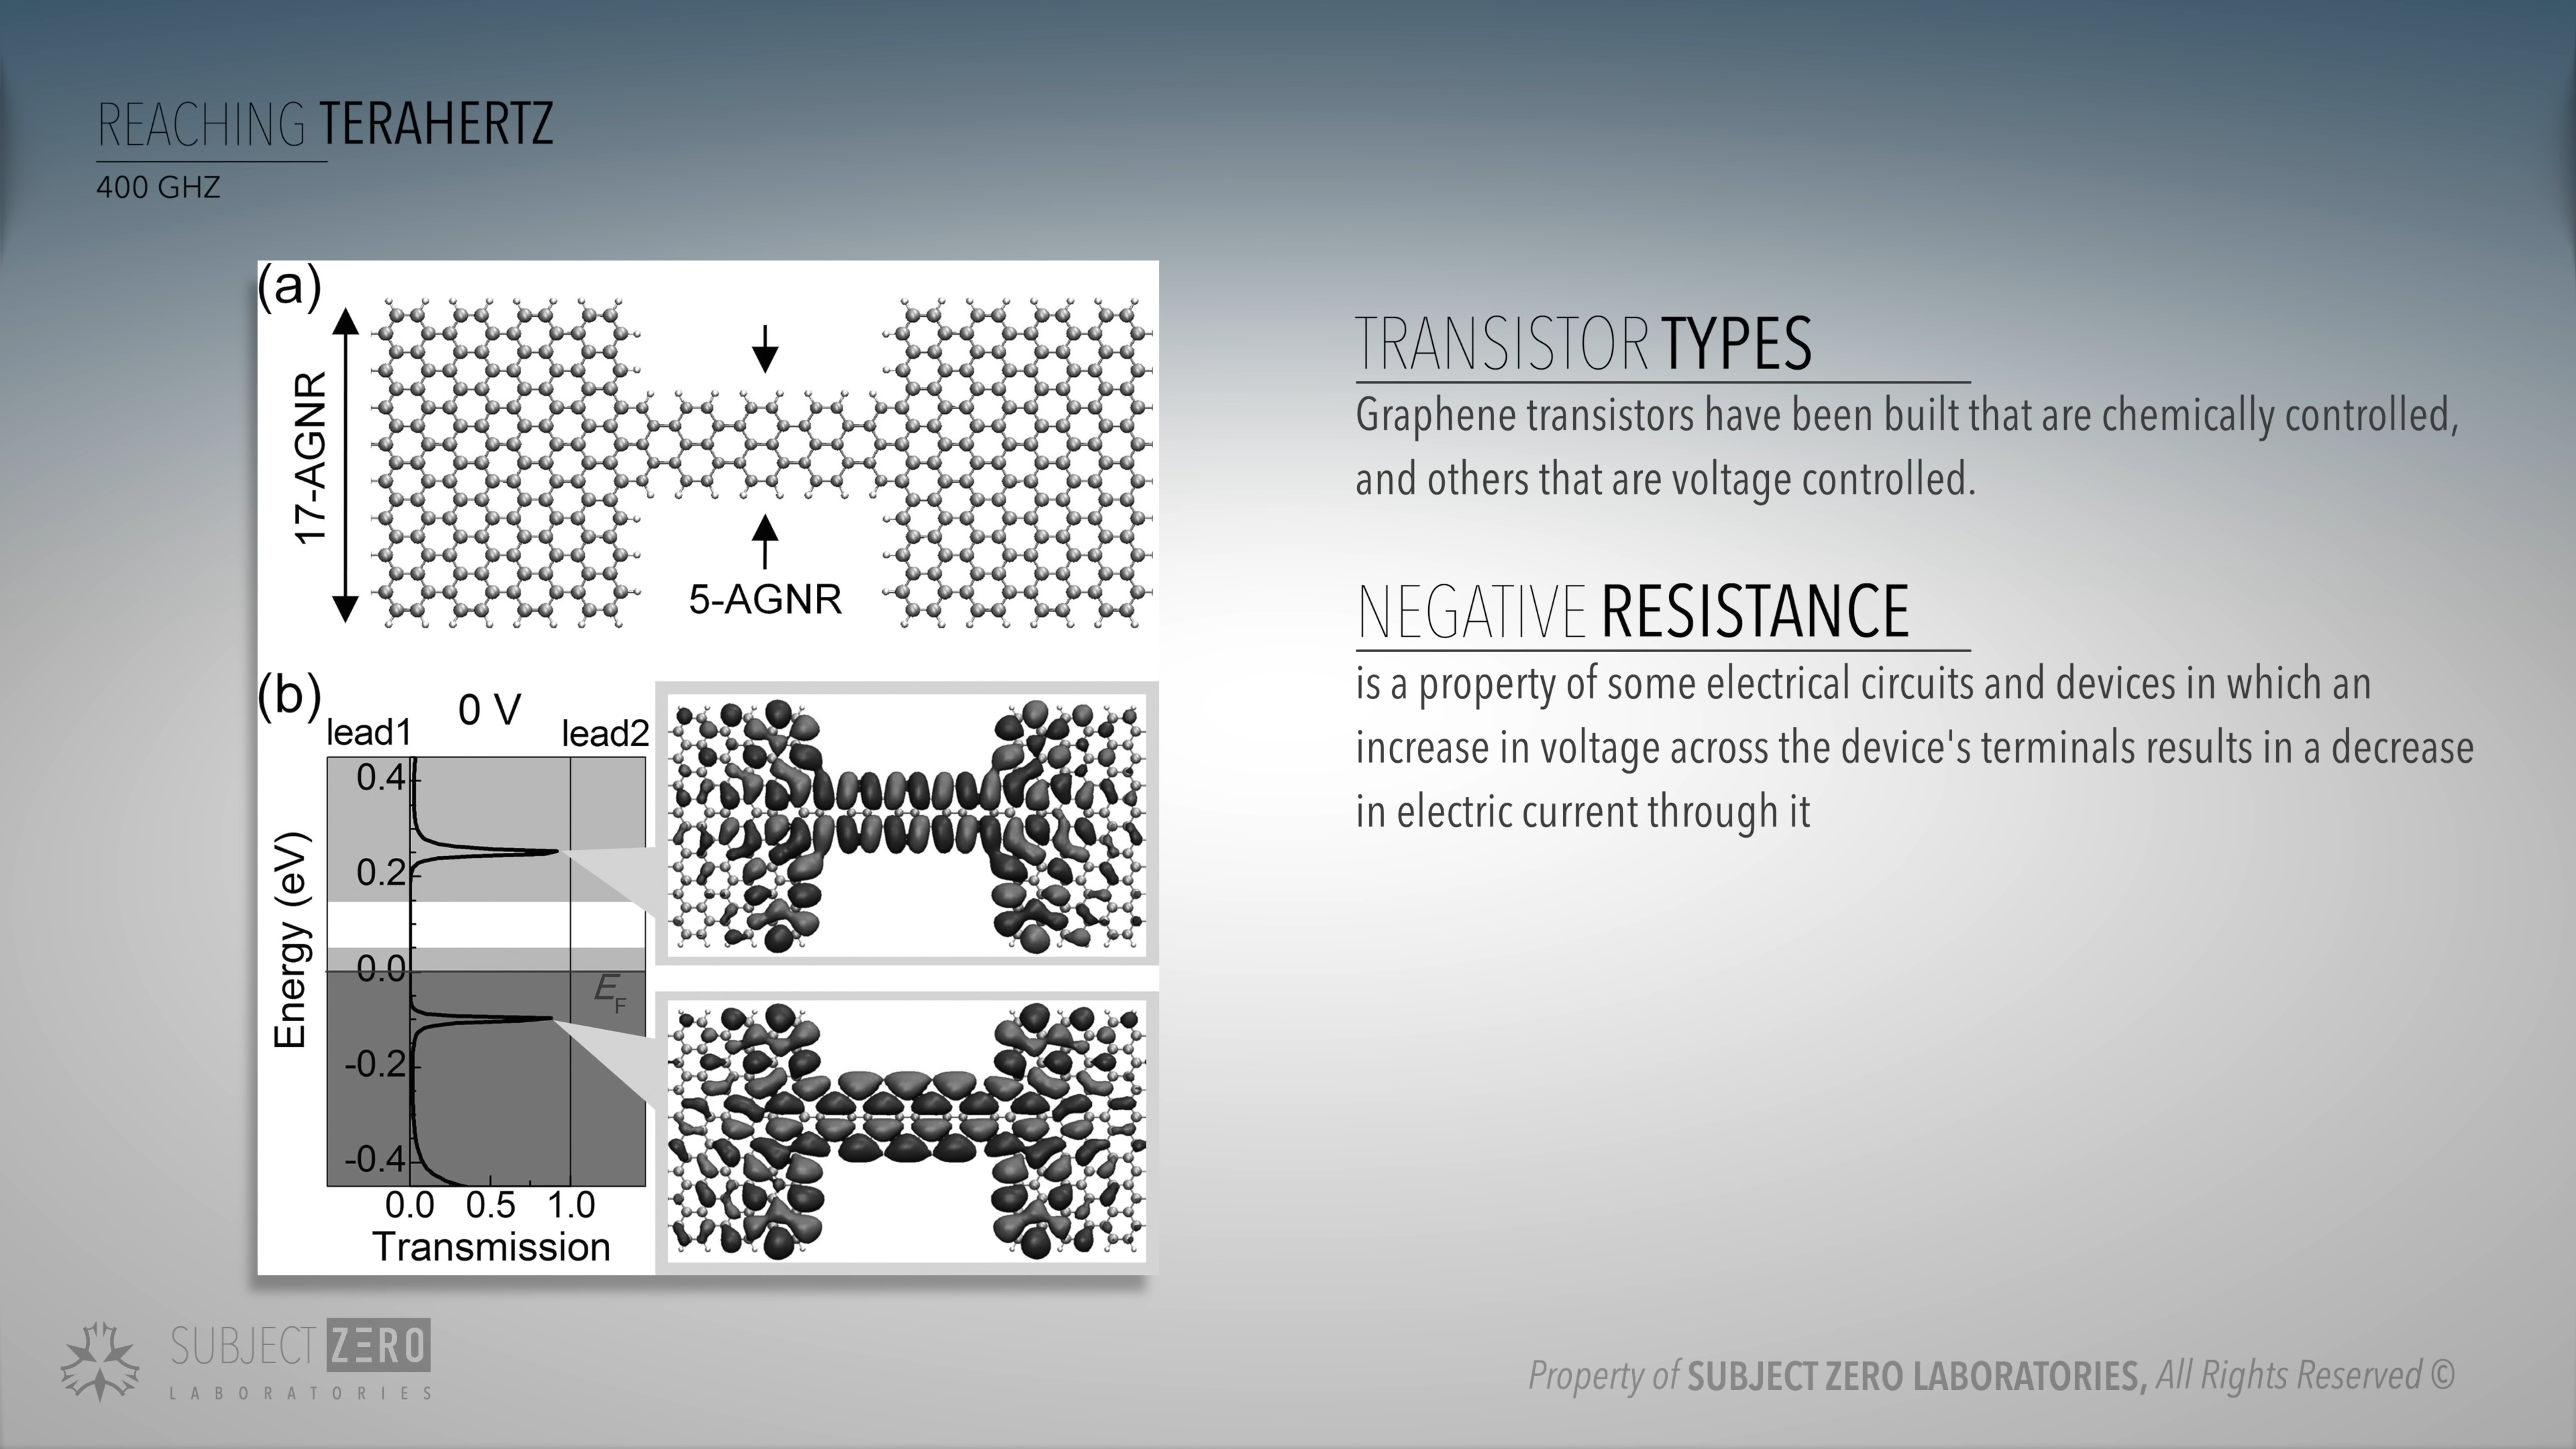 REACHING TERAHERTZ
400 GHZ
(a)
17-AGNR
5-AGNR
(b)
0 V
lead1
lead2
0.4
0.2
0.0
-0.2
-0.4
Energy (eV)
EF
0.0 0.5 1.0
Transmission
TRANSISTOR TYPES
Graphene transistors have been built that are chemically controlled,
and others that are voltage controlled.
NEGATIVE RESISTANCE
is a property of some electrical circuits and devices in which an
increase in voltage across the device's terminals results in a decrease
in electric current through it
SUBJECT ZERO
LABORATORIES
Property of SUBJECT ZERO LABORATORIES, All Rights Reserved ©